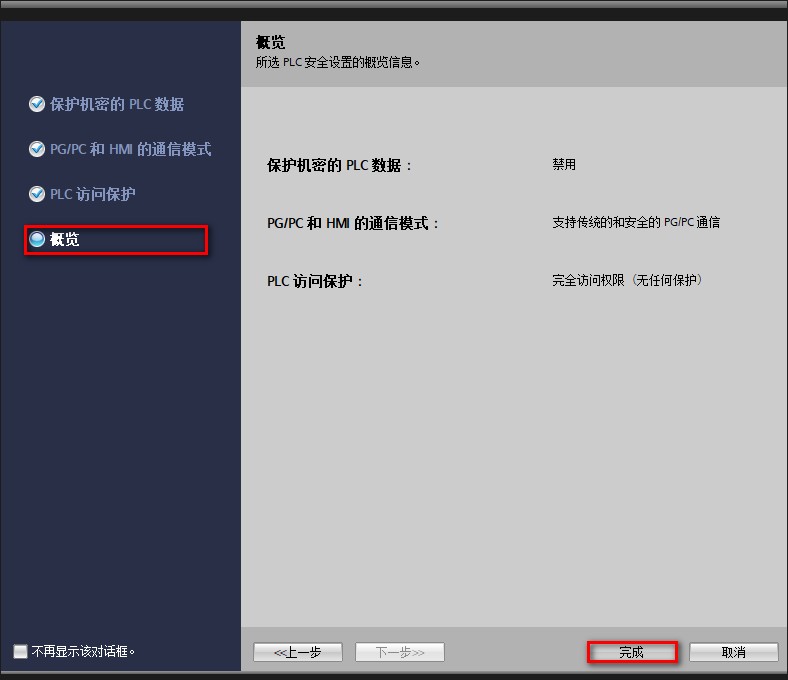 保护机密的 PLC 数据
PG/PC 和 HMI 的通信模式
PLC 访问保护
概览
不再显示该对话框。
概览
所选 PLC 安全设置的概览信息。
保护机密的 PLC 数据： 禁用
PG/PC 和 HMI 的通信模式： 支持传统的和安全的 PG/PC 通信
PLC 访问保护： 完全访问权限（无任何保护）
<<上一步 下一步>> 完成 取消